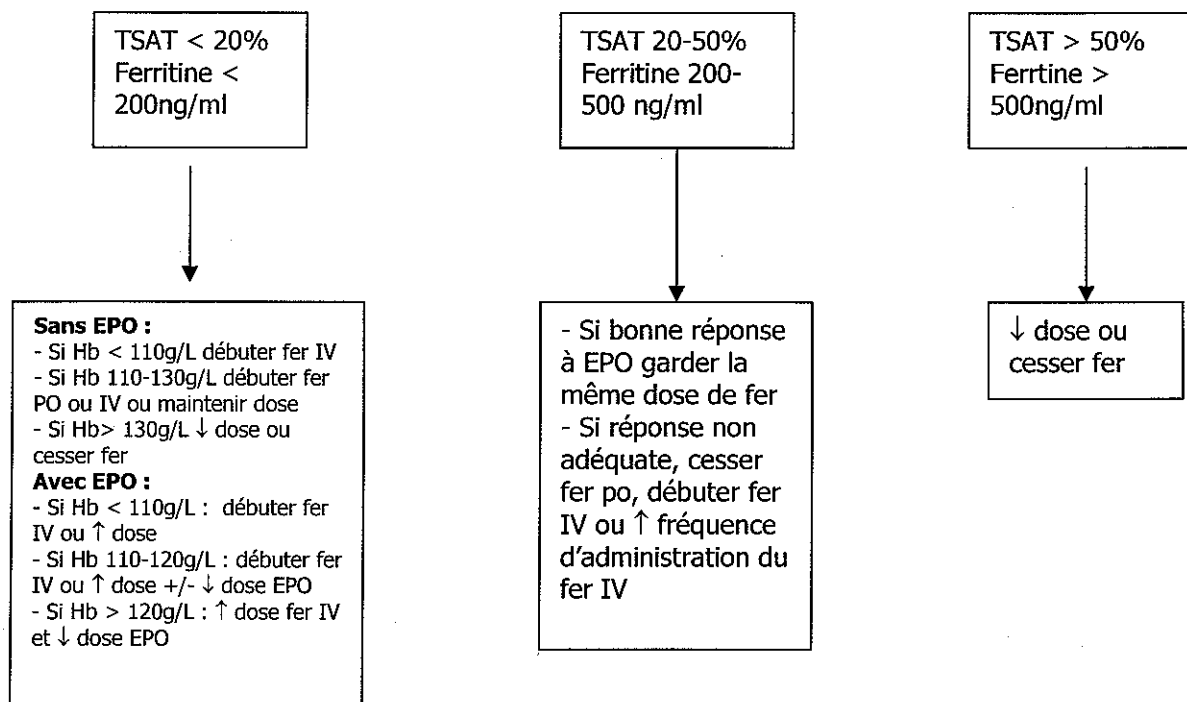 TSAT < 20%
Ferritine <
200ng/ml
TSAT 20-50%
Ferritine 200-
500 ng/ml
TSAT > 50%
Ferrtine >
500ng/ml
Sans EPO :
- Si Hb < 110g/L débuter fer IV
- Si Hb 110-130g/L débuter fer
PO ou IV ou maintenir dose
- Si Hb> 130g/L ↓ dose ou
cesser fer
Avec EPO :
- Si Hb < 110g/L : débuter fer
IV ou ↑ dose
- Si Hb 110-120g/L : débuter fer
IV ou ↑ dose +/- ↓ dose EPO
- Si Hb > 120g/L : ↑ dose fer IV
et ↓ dose EPO
- Si bonne réponse
à EPO garder la
même dose de fer
- Si réponse non
adéquate, cesser
fer po, débuter fer
IV ou ↑ fréquence
d'administration du
fer IV
↓ dose ou
cesser fer